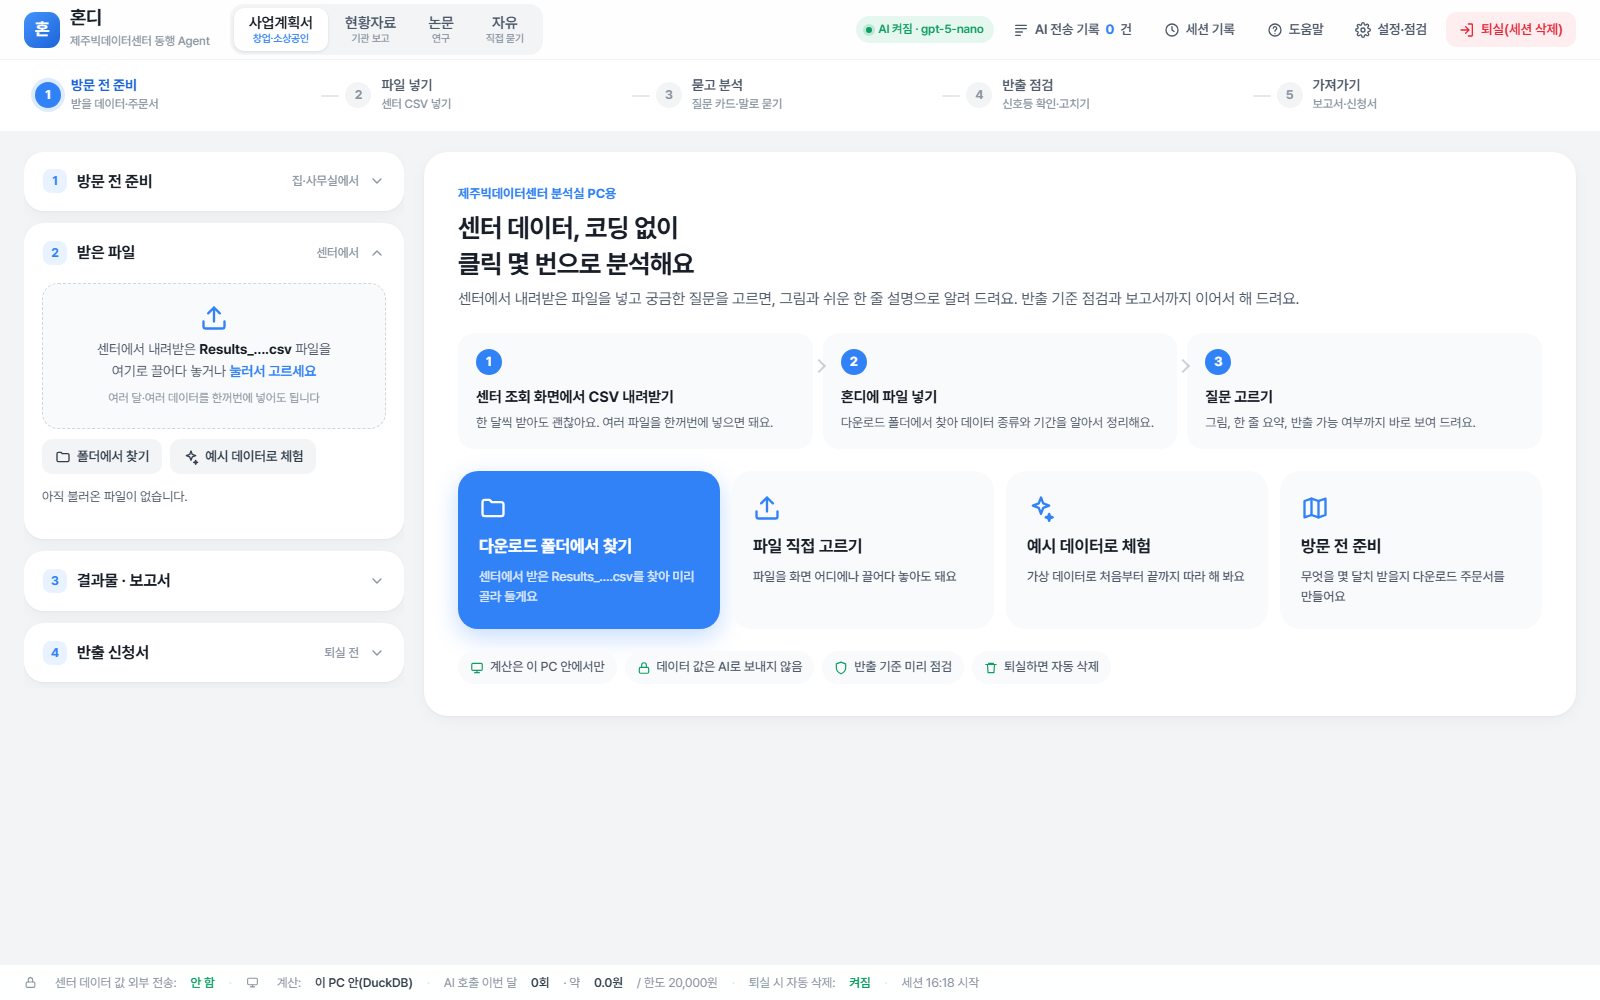 혼
혼디
제주빅데이터센터 동행 Agent
사업계획서
창업·소상공인
현황자료
기관 보고
논문
연구
자유
직접 묻기
AI 켜짐 · gpt-5-nano
AI 전송 기록 0 건
세션 기록
도움말
설정·점검
퇴실(세션 삭제)
1
방문 전 준비
받을 데이터·주문서
2
파일 넣기
센터 CSV 넣기
3
묻고 분석
질문 카드·말로 묻기
4
반출 점검
신호등 확인·고치기
5
가져가기
보고서·신청서
1 방문 전 준비 집·사무실에서
2 받은 파일 센터에서
센터에서 내려받은 Results_....csv 파일을
여기로 끌어다 놓거나 눌러서 고르세요
여러 달·여러 데이터를 한꺼번에 넣어도 됩니다
폴더에서 찾기
예시 데이터로 체험
아직 불러온 파일이 없습니다.
3 결과물 · 보고서
4 반출 신청서 퇴실 전
제주빅데이터센터 분석실 PC용
센터 데이터, 코딩 없이
클릭 몇 번으로 분석해요
센터에서 내려받은 파일을 넣고 궁금한 질문을 고르면, 그림과 쉬운 한 줄 설명으로 알려 드려요. 반출 기준 점검과 보고서까지 이어서 해 드려요.
1
센터 조회 화면에서 CSV 내려받기
한 달씩 받아도 괜찮아요. 여러 파일을 한꺼번에 넣으면 돼요.
2
혼디에 파일 넣기
다운로드 폴더에서 찾아 데이터 종류와 기간을 알아서 정리해요.
3
질문 고르기
그림, 한 줄 요약, 반출 가능 여부까지 바로 보여 드려요.
다운로드 폴더에서 찾기
센터에서 받은 Results_....csv를 찾아 미리
골라 둘게요
파일 직접 고르기
파일을 화면 어디에나 끌어다 놓아도 돼요
예시 데이터로 체험
가상 데이터로 처음부터 끝까지 따라 해 봐요
방문 전 준비
무엇을 몇 달치 받을지 다운로드 주문서를
만들어요
계산은 이 PC 안에서만
데이터 값은 AI로 보내지 않음
반출 기준 미리 점검
퇴실하면 자동 삭제
센터 데이터 값 외부 전송: 안 함 · 계산: 이 PC 안(DuckDB) · AI 호출 이번 달 0회 · 약 0.0원 / 한도 20,000원 · 퇴실 시 자동 삭제: 켜짐 · 세션 16:18 시작